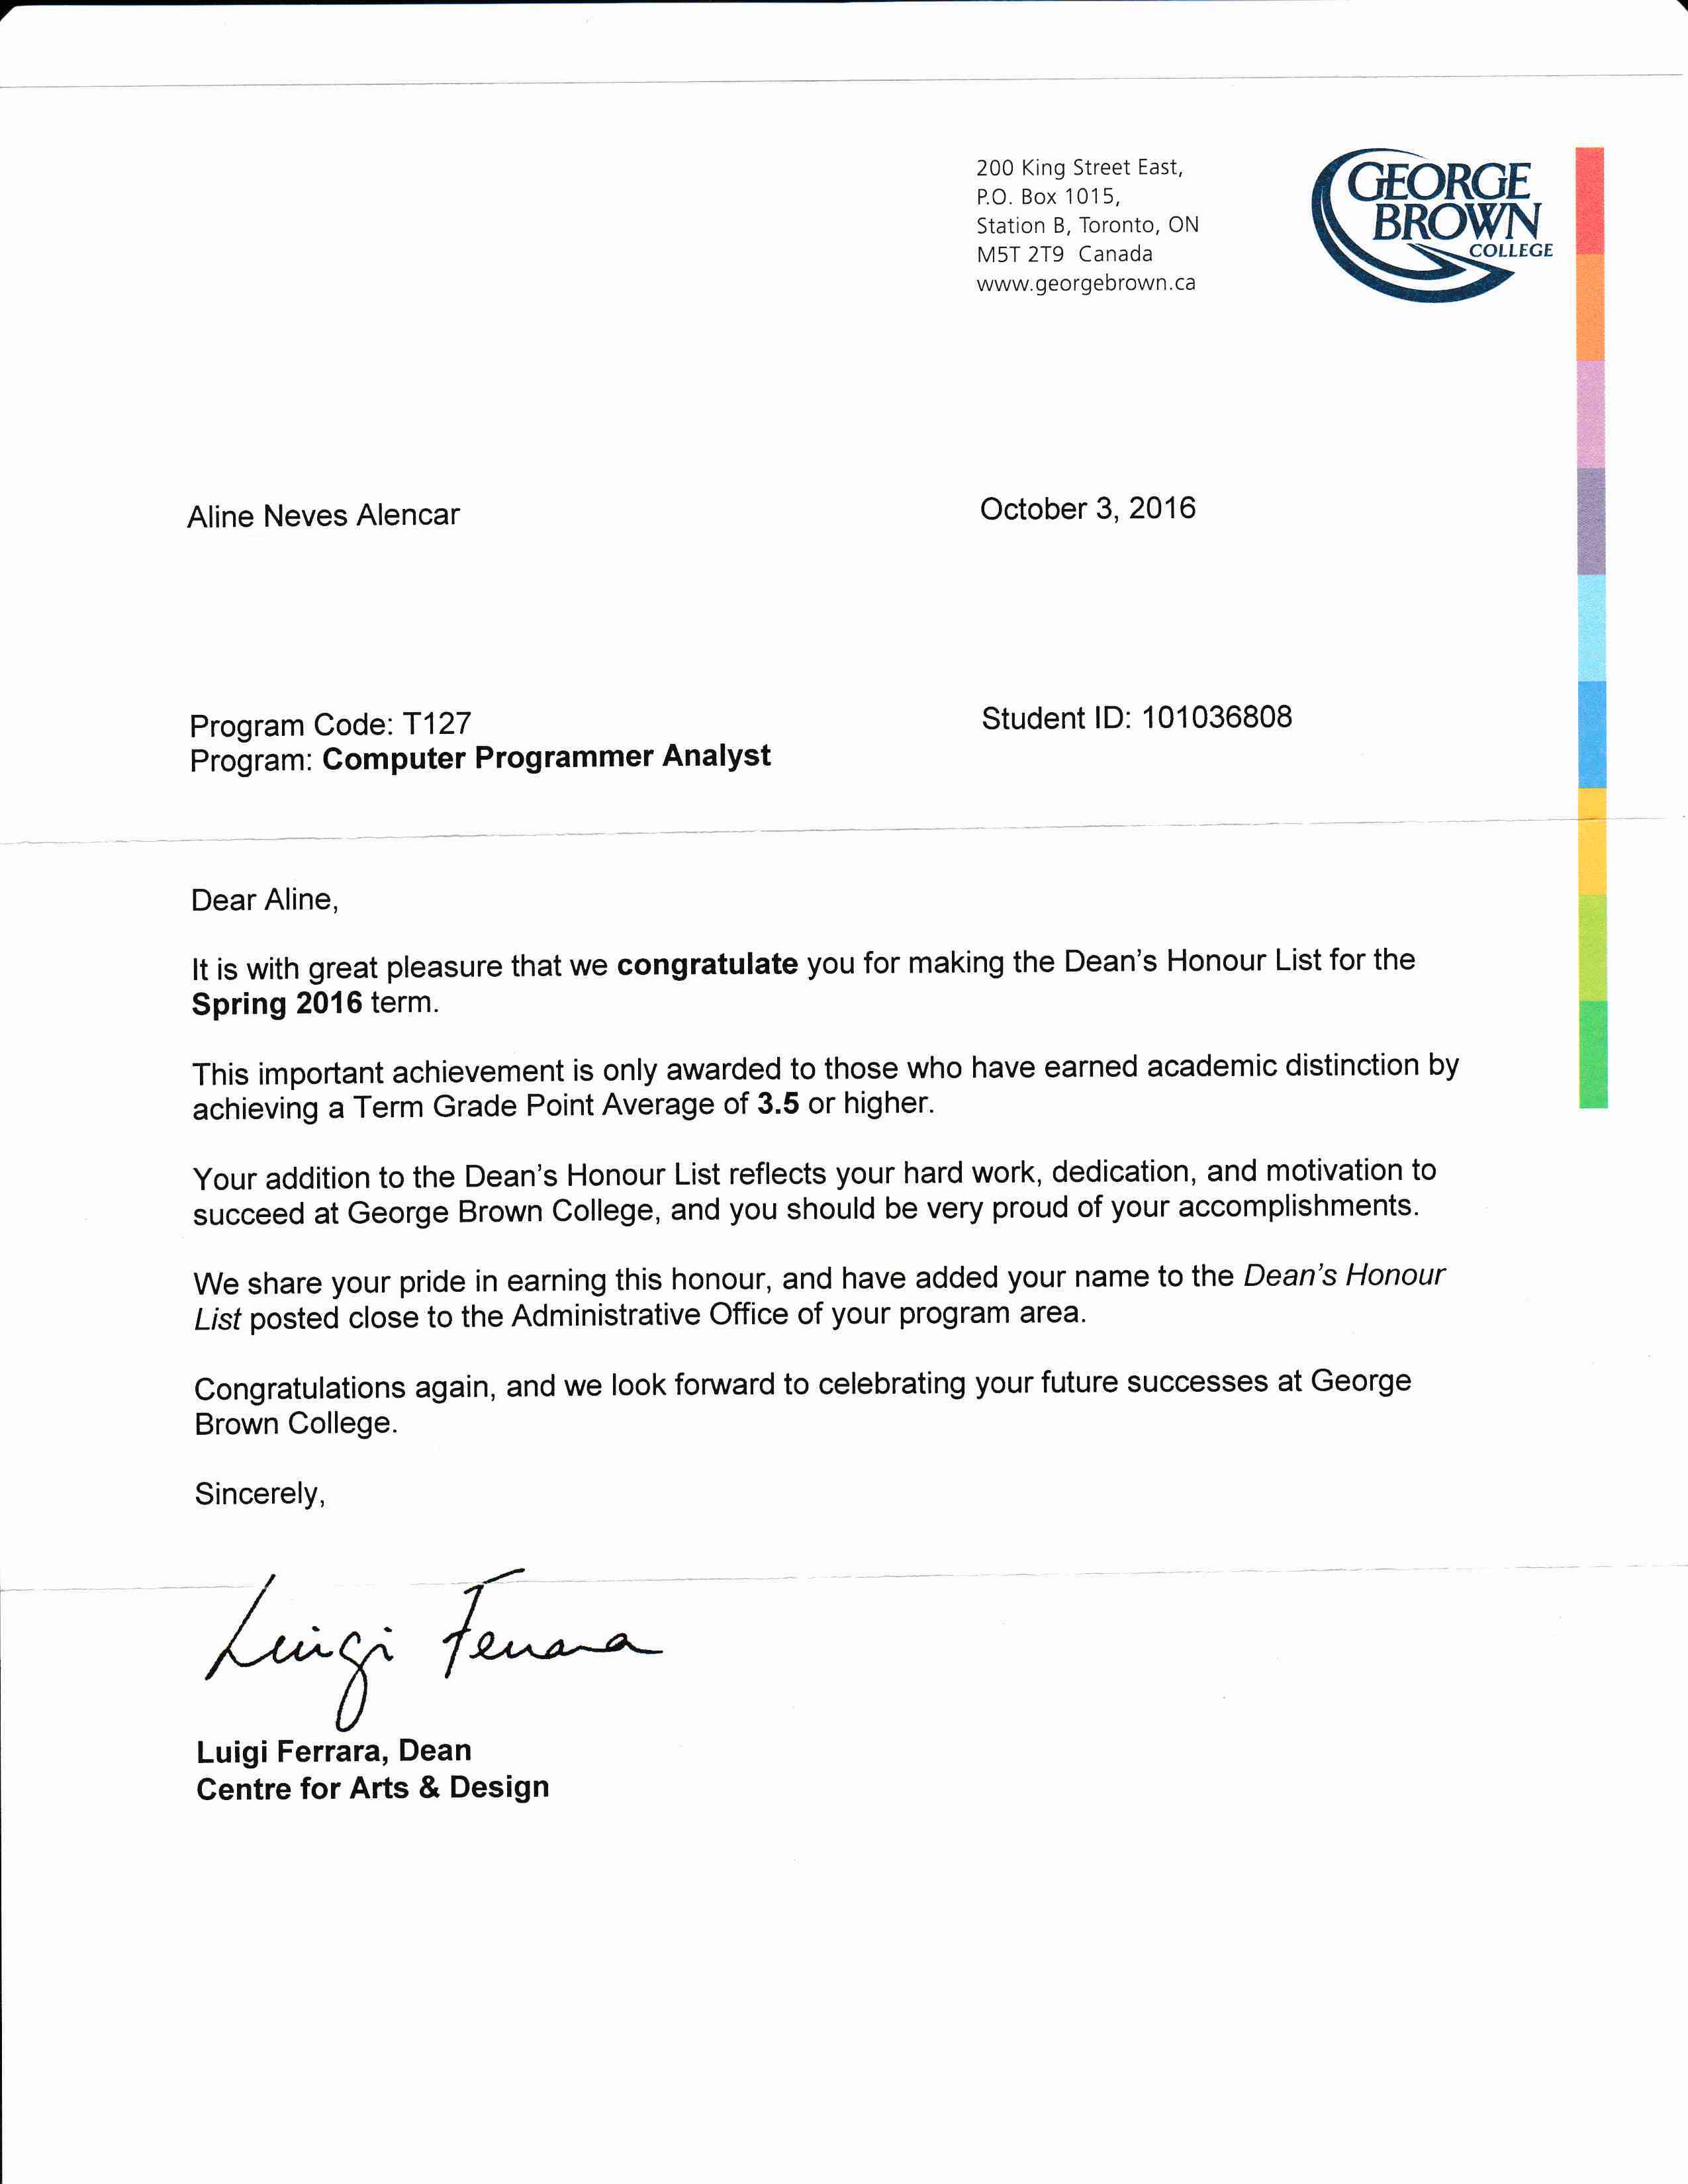 200 King Street East,
P.O. Box 1015,
Station B, Toronto, ON
M5T 2T9 Canada
www.georgebrown.ca
GEORGE
BROWN
COLLEGE
Aline Neves Alencar
October 3, 2016
Program Code: T127
Student ID: 101036808
Program: Computer Programmer Analyst
Dear Aline,
It is with great pleasure that we congratulate you for making the Dean's Honour List for the
Spring 2016 term.
This important achievement is only awarded to those who have earned academic distinction by
achieving a Term Grade Point Average of 3.5 or higher.
Your addition to the Dean's Honour List reflects your hard work, dedication, and motivation to
succeed at George Brown College, and you should be very proud of your accomplishments.
We share your pride in earning this honour, and have added your name to the Dean's Honour
List posted close to the Administrative Office of your program area.
Congratulations again, and we look forward to celebrating your future successes at George
Brown College.
Sincerely,
Luigi Ferrara
Luigi Ferrara, Dean
Centre for Arts & Design